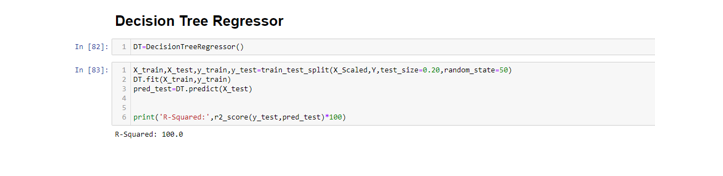 Decision Tree Regressor
In [82]: 1 DT=DecisionTreeRegressor()
In [83]: 1 X_train,X_test,y_train,y_test=train_test_split(X_Scaled,Y,test_size=0.20,random_state=50)
2 DT.fit(X_train,y_train)
3 pred_test=DT.predict(X_test)
4
5
6 print('R-Squared:',r2_score(y_test,pred_test)*100)
R-Squared: 100.0